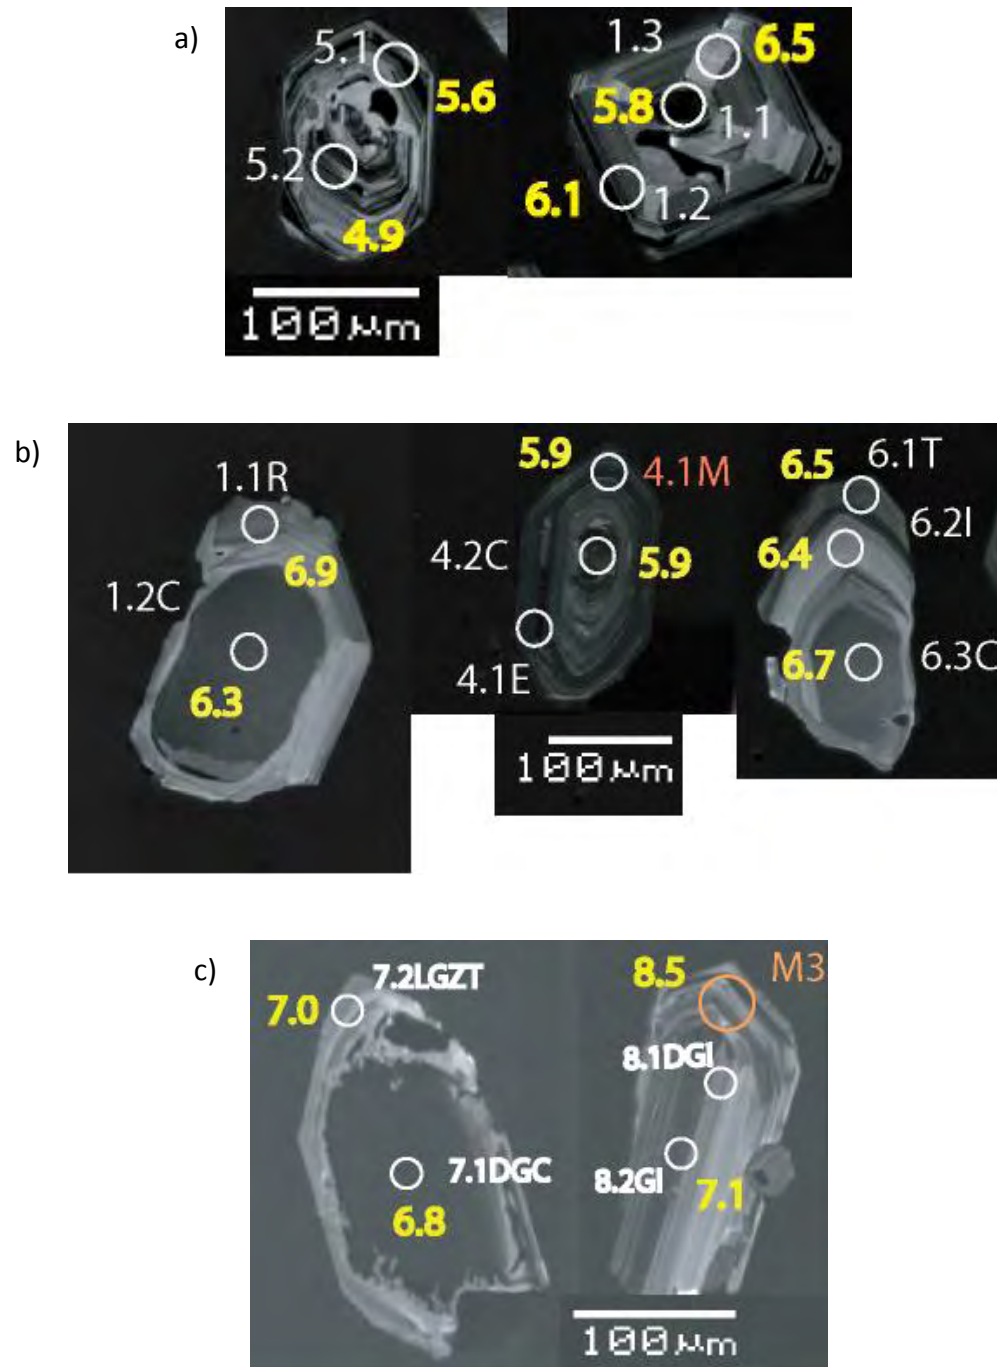 a)
5.1
5.6
5.2
4.9
1.3
6.5
5.8
1.1
6.1
1.2
100µm
b)
1.1R
6.9
1.2C
6.3
5.9
4.1M
4.2C
5.9
4.1E
6.5
6.1T
6.2I
6.4
6.7
6.3C
100µm
c)
7.2LGZT
7.0
7.1DGC
6.8
8.5
M3
8.1DGI
8.2GI
7.1
100µm